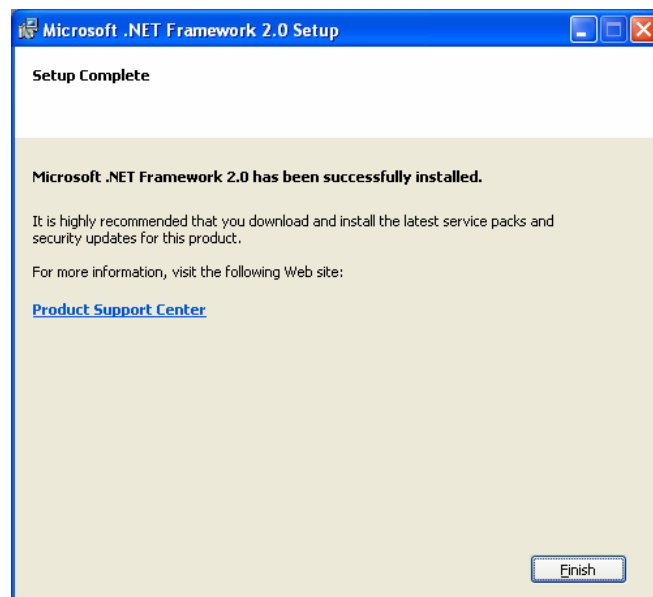 Microsoft .NET Framework 2.0 Setup
Setup Complete
Microsoft .NET Framework 2.0 has been successfully installed.
It is highly recommended that you download and install the latest service packs and
security updates for this product.
For more information, visit the following Web site:
Product Support Center
Finish